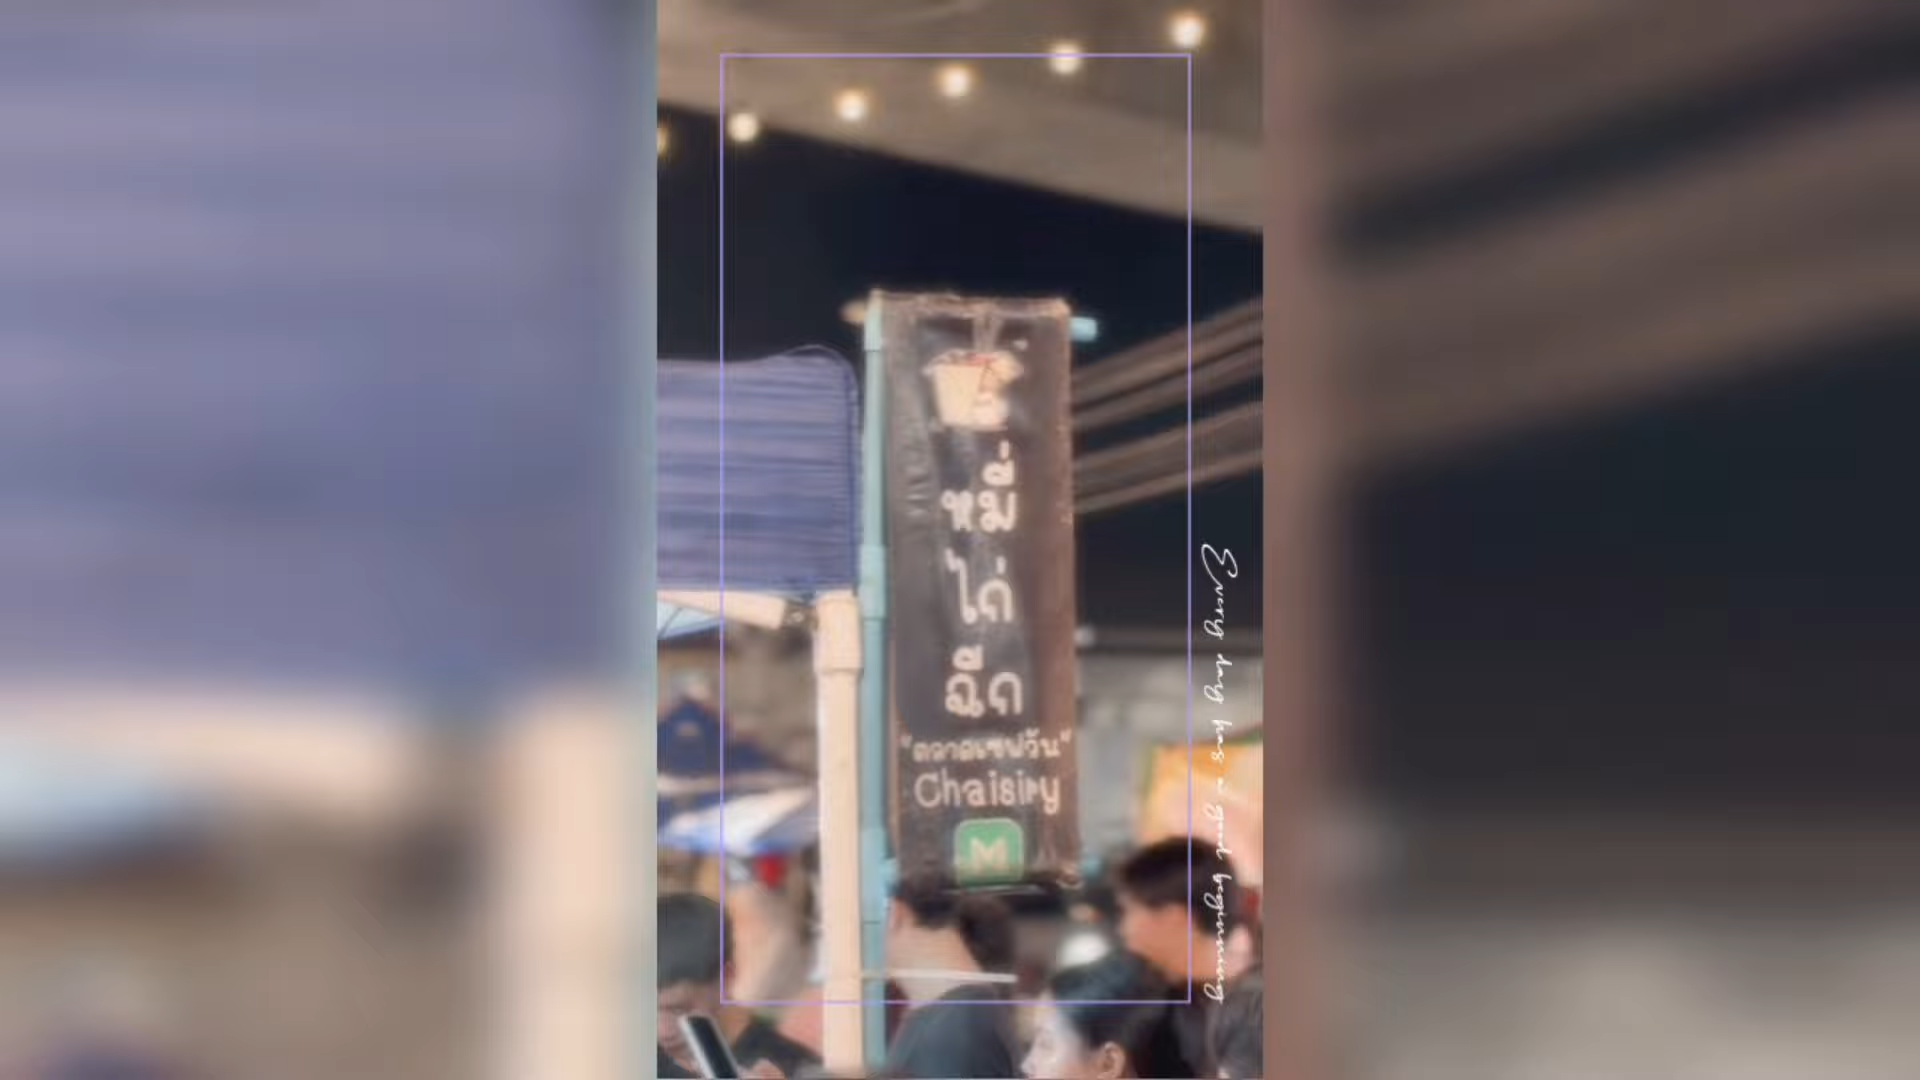 หมี่
ไก่
ฉีก
"ตลาดเซฟวัน"
Chaisiry
M
Every day has a good beginning